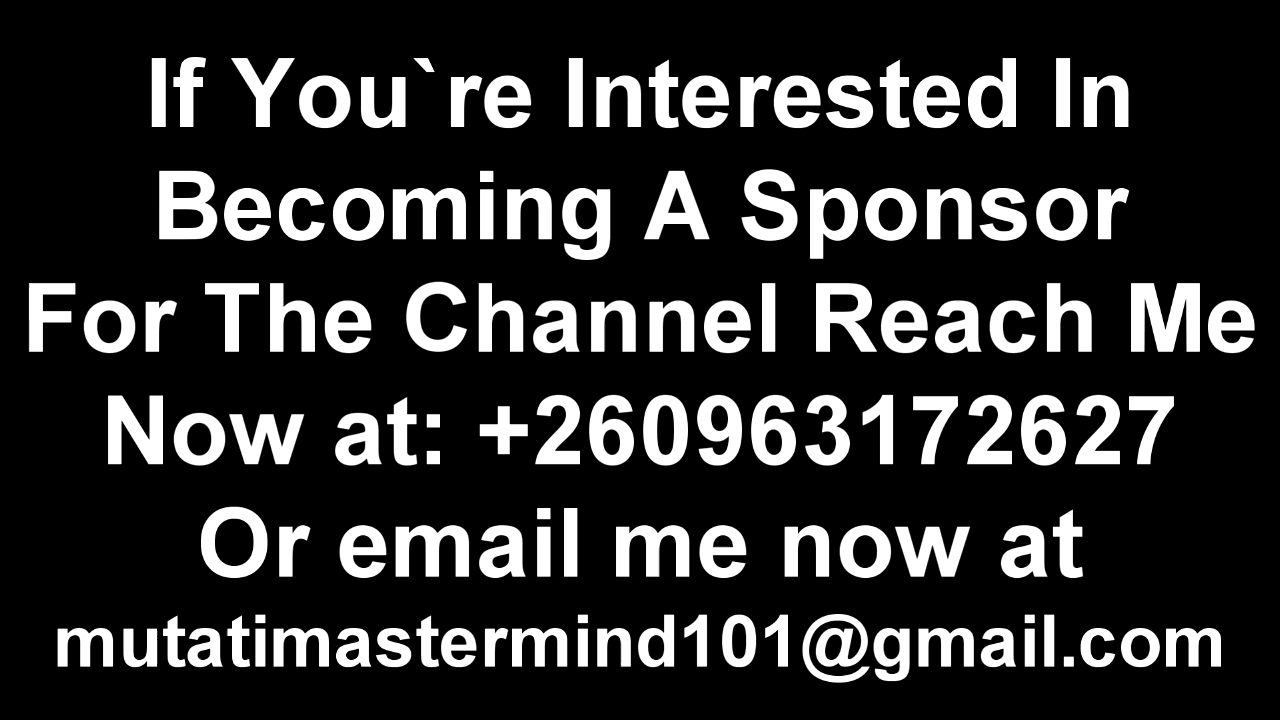 If You`re Interested In
Becoming A Sponsor
For The Channel Reach Me
Now at: +260963172627
Or email me now at
mutatimastermind101@gmail.com